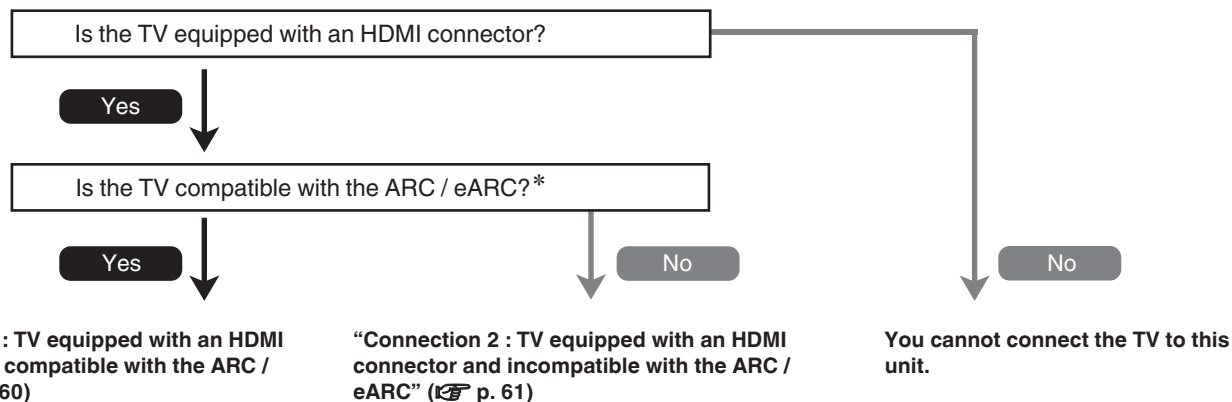 Is the TV equipped with an HDMI connector?
Yes
Is the TV compatible with the ARC / eARC?*
Yes
No
No
: TV equipped with an HDMI
compatible with the ARC /
60)
“Connection 2 : TV equipped with an HDMI
connector and incompatible with the ARC /
eARC” (☞ p. 61)
You cannot connect the TV to this
unit.